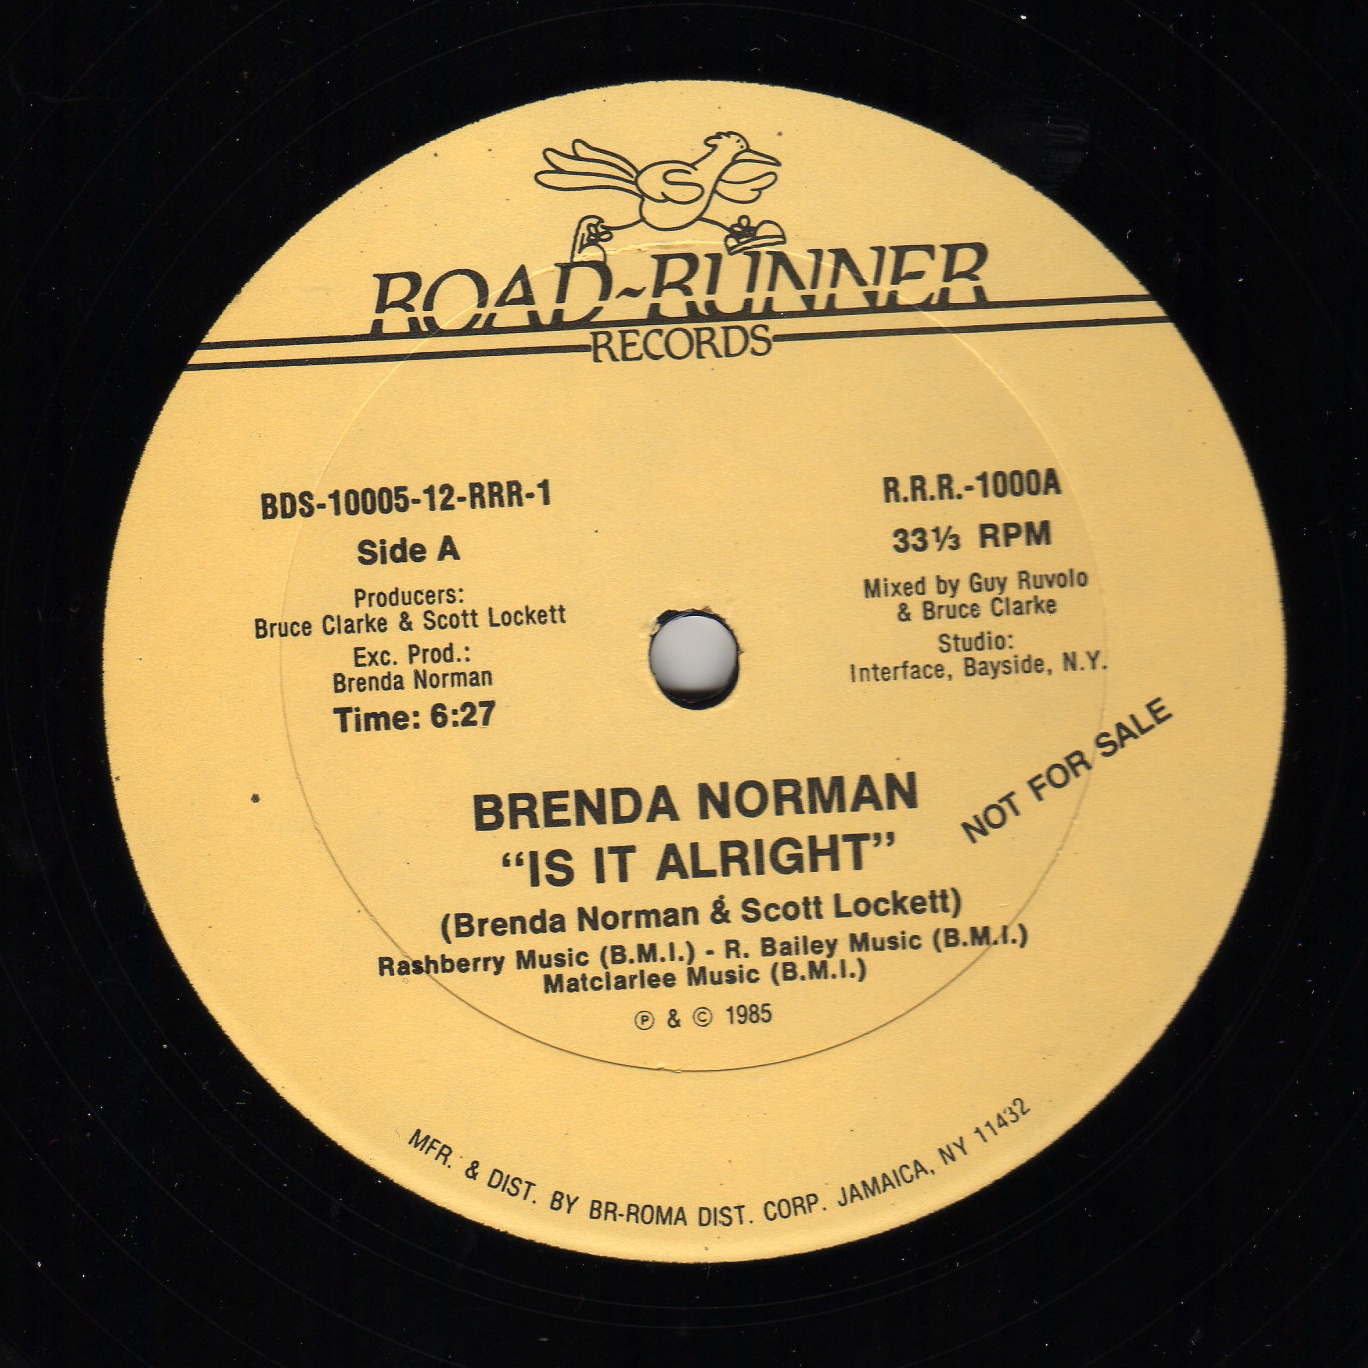 ROAD~RUNNER
RECORDS
BDS-10005-12-RRR-1
Side A
Producers:
Bruce Clarke & Scott Lockett
Exc. Prod.:
Brenda Norman
Time: 6:27
R.R.R.-1000A
33⅓ RPM
Mixed by Guy Ruvolo
& Bruce Clarke
Studio:
Interface, Bayside, N.Y.
NOT FOR SALE
BRENDA NORMAN
“IS IT ALRIGHT”
(Brenda Norman & Scott Lockett)
Rashberry Music (B.M.I.) - R. Bailey Music (B.M.I.)
Matclarlee Music (B.M.I.)
℗ & © 1985
MFR. & DIST. BY BR-ROMA DIST. CORP. JAMAICA, NY 11432